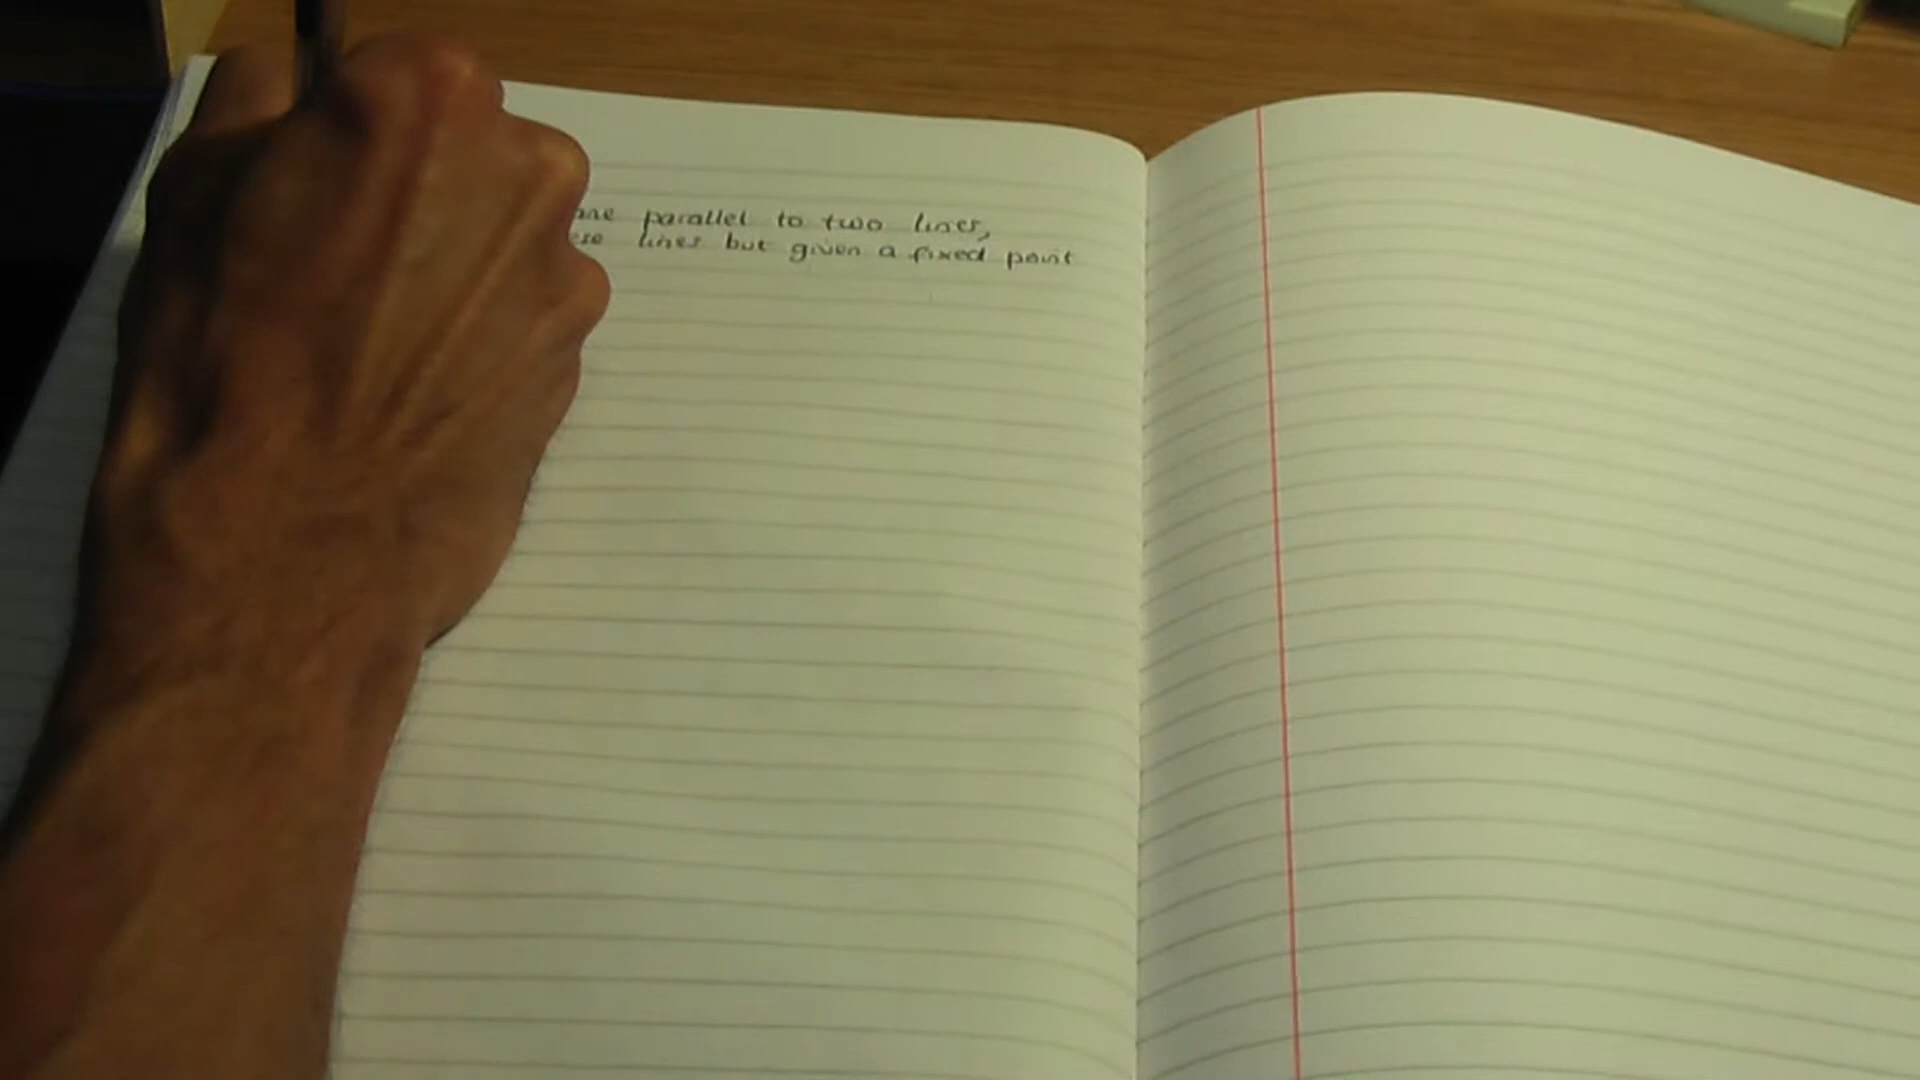 parallel to two lines,
lines but given a fixed point